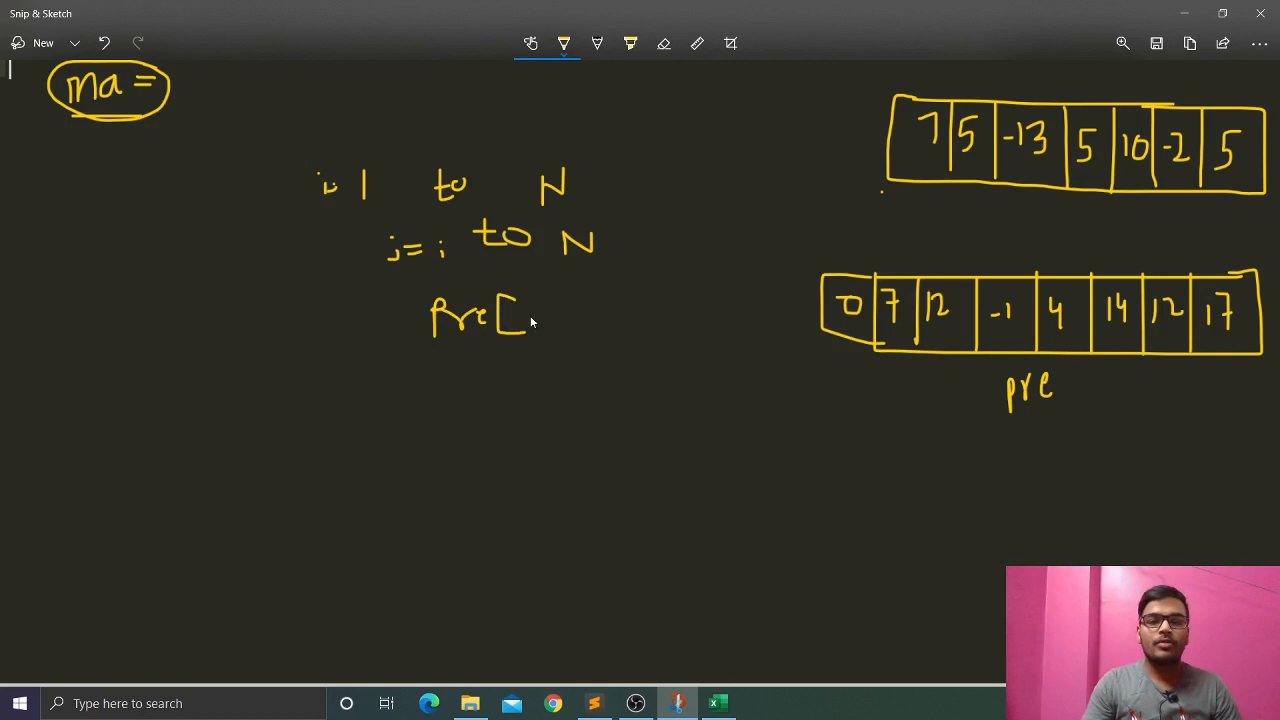 Snip & Sketch
New
ma =
7 5 -13 5 10 -2 5
i= 1 to N
j= i to N
Pre[
0 7 12 -1 4 14 12 17
pre
Type here to search